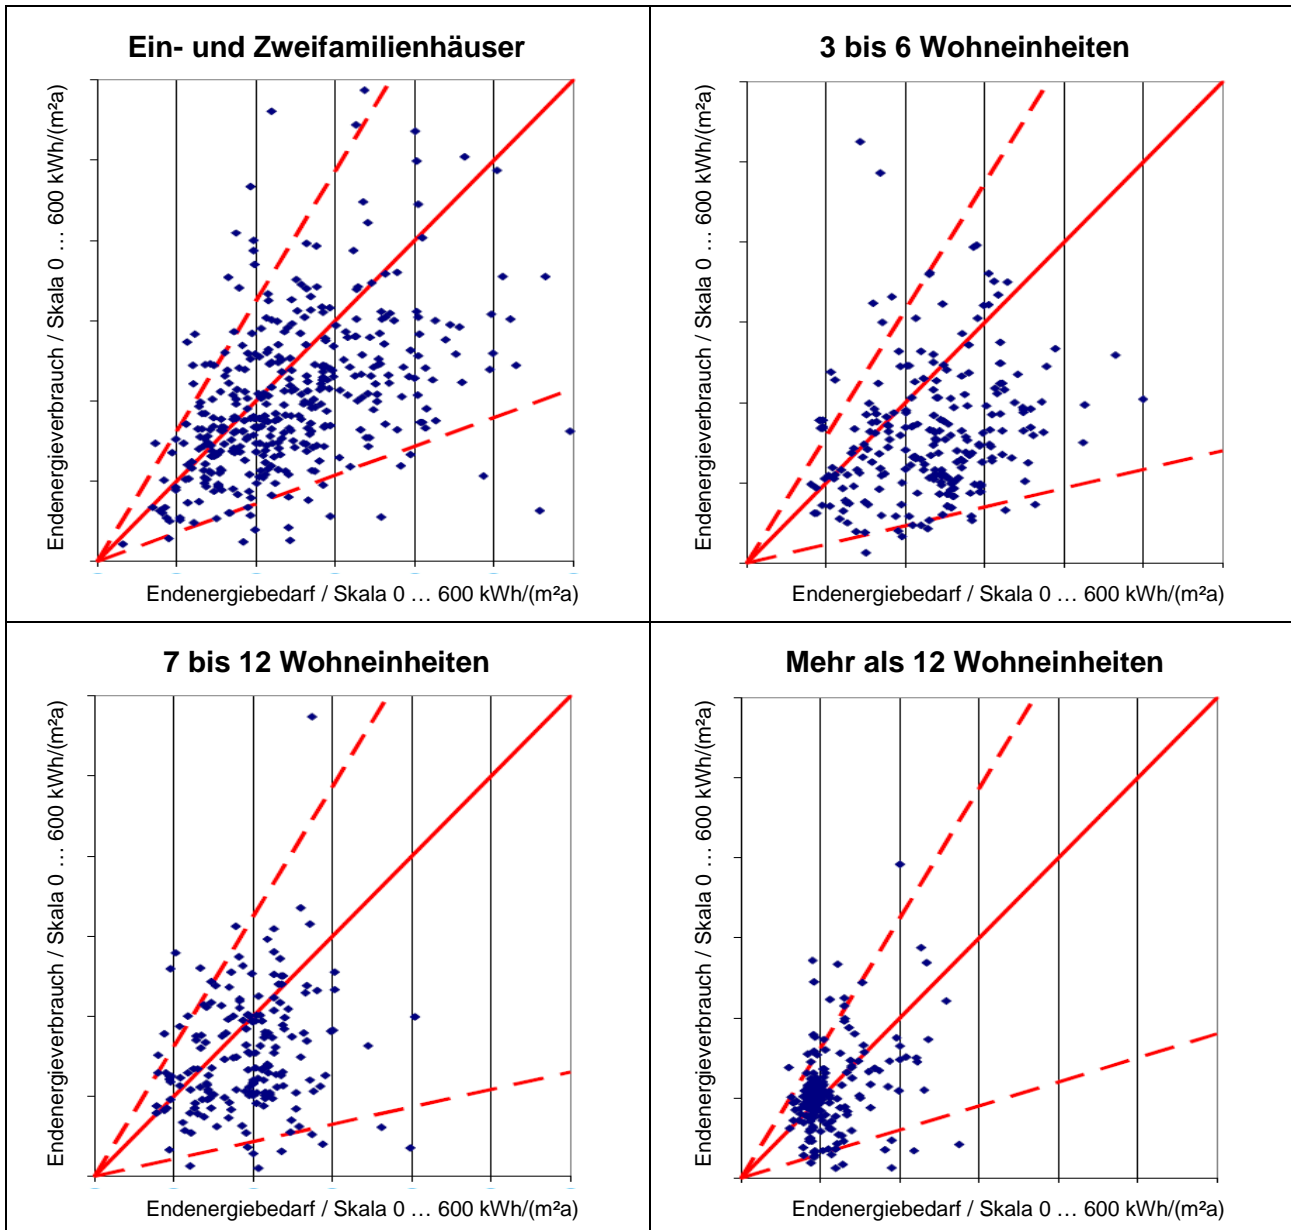 Ein- und Zweifamilienhäuser
Endenergieverbrauch / Skala 0 … 600 kWh/(m²a)
Endenergiebedarf / Skala 0 … 600 kWh/(m²a)
3 bis 6 Wohneinheiten
Endenergieverbrauch / Skala 0 … 600 kWh/(m²a)
Endenergiebedarf / Skala 0 … 600 kWh/(m²a)
7 bis 12 Wohneinheiten
Endenergieverbrauch / Skala 0 … 600 kWh/(m²a)
Endenergiebedarf / Skala 0 … 600 kWh/(m²a)
Mehr als 12 Wohneinheiten
Endenergieverbrauch / Skala 0 … 600 kWh/(m²a)
Endenergiebedarf / Skala 0 … 600 kWh/(m²a)